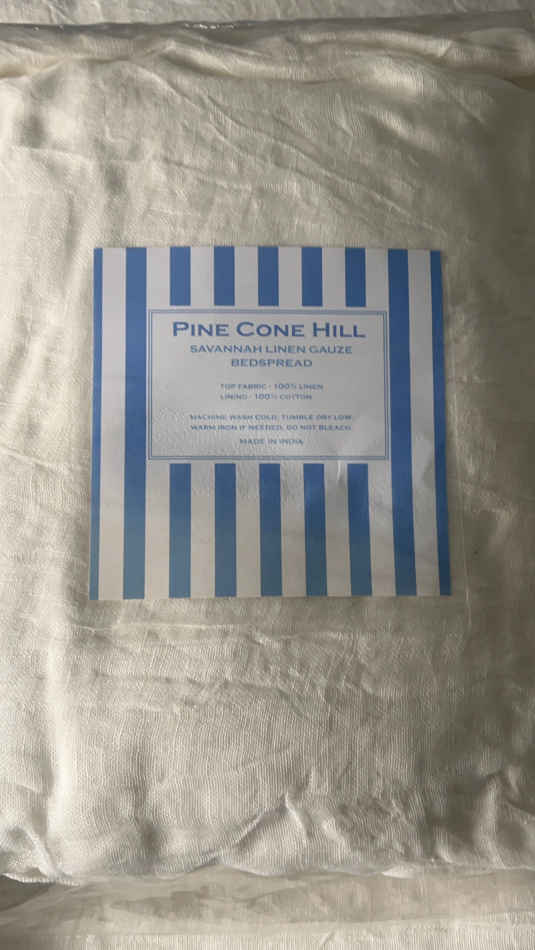 PINE CONE HILL
SAVANNAH LINEN GAUZE
BEDSPREAD
TOP FABRIC - 100% LINEN
LINING - 100% COTTON
MACHINE WASH COLD, TUMBLE DRY LOW.
WARM IRON IF NEEDED, DO NOT BLEACH.
MADE IN INDIA